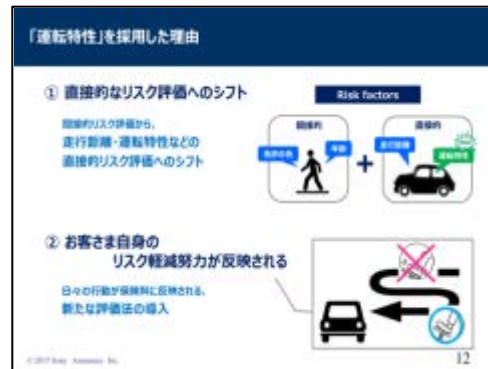 「運転特性」を採用した理由
① 直接的なリスク評価へのシフト
間接的リスク評価から、
走行距離・運転特性などの
直接的リスク評価へのシフト
Risk factors
間接的
免許の色
年齢
+
直接的
走行距離
運転特性
② お客さま自身の
リスク軽減努力が反映される
日々の行動が保険料に反映される、
新たな評価法の導入
12